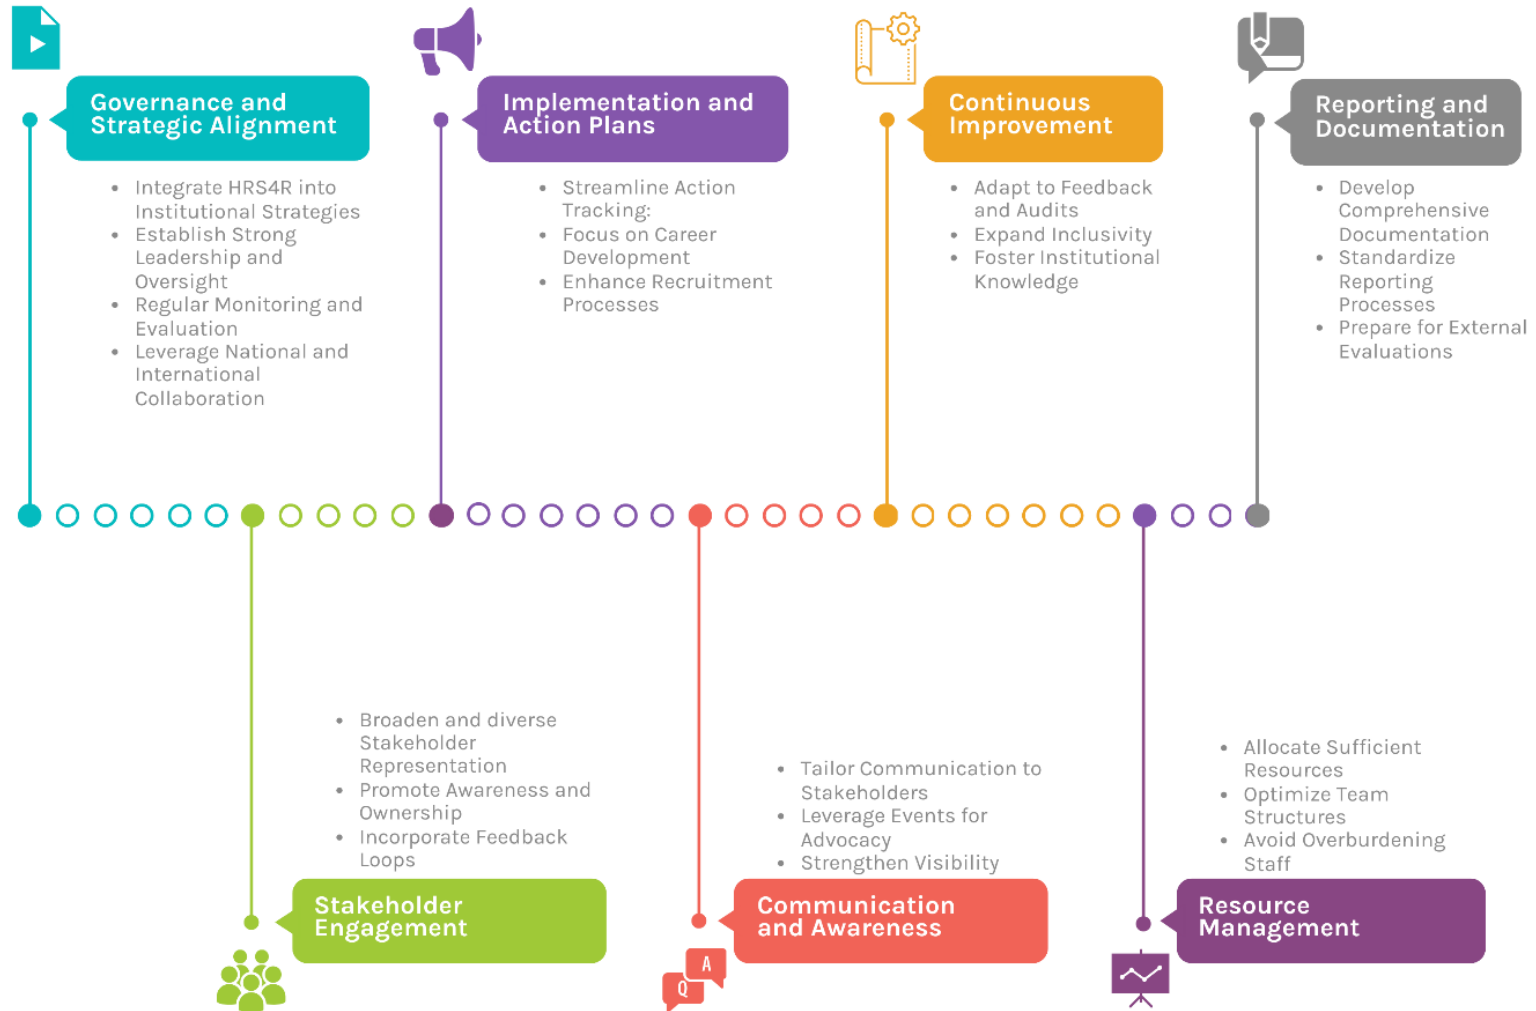 Governance and
Strategic Alignment
• Integrate HRS4R into
Institutional Strategies
• Establish Strong
Leadership and
Oversight
• Regular Monitoring and
Evaluation
• Leverage National and
International
Collaboration
Implementation and
Action Plans
• Streamline Action
Tracking:
• Focus on Career
Development
• Enhance Recruitment
Processes
Continuous
Improvement
• Adapt to Feedback
and Audits
• Expand Inclusivity
• Foster Institutional
Knowledge
Reporting and
Documentation
• Develop
Comprehensive
Documentation
• Standardize
Reporting
Processes
• Prepare for External
Evaluations
• Broaden and diverse
Stakeholder
Representation
• Promote Awareness and
Ownership
• Incorporate Feedback
Loops
Stakeholder
Engagement
• Tailor Communication to
Stakeholders
• Leverage Events for
Advocacy
• Strengthen Visibility
Communication
and Awareness
A
Q
• Allocate Sufficient
Resources
• Optimize Team
Structures
• Avoid Overburdening
Staff
Resource
Management